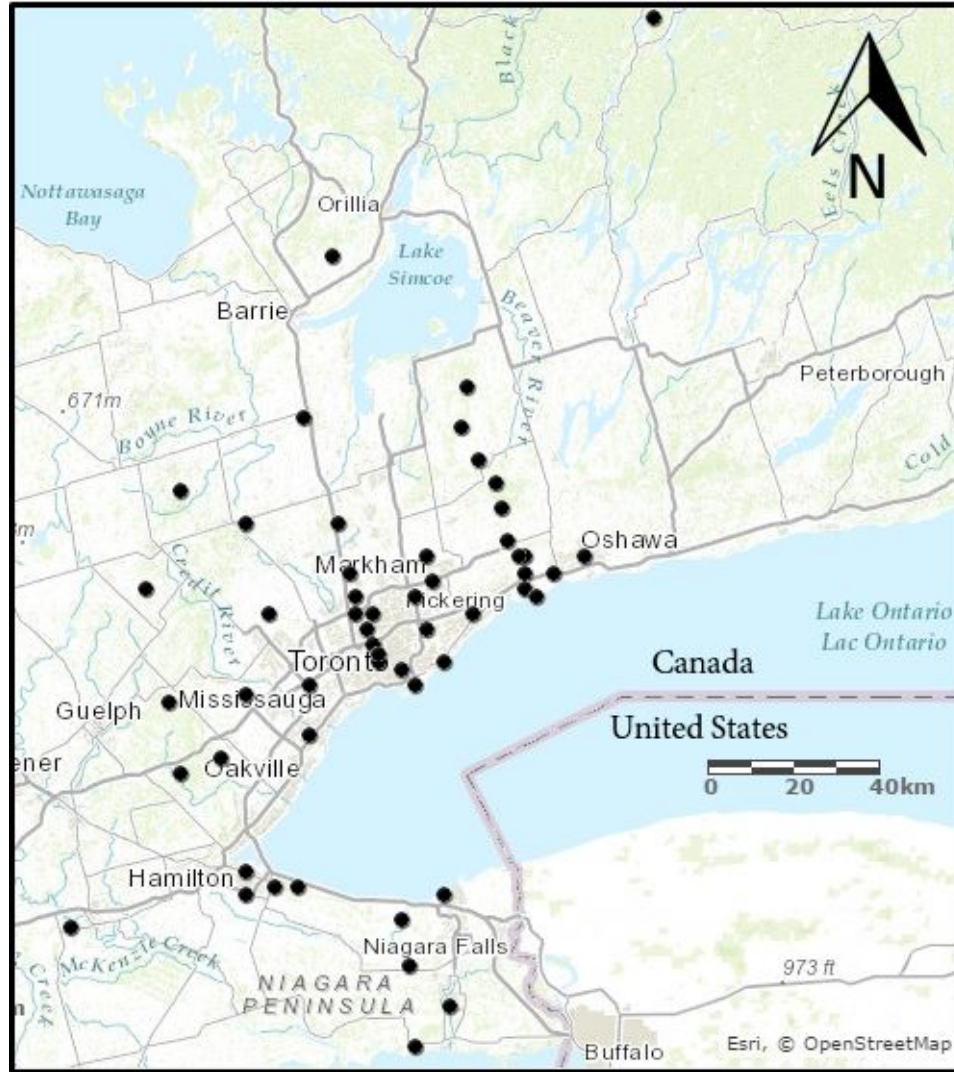 Black
Eels Creek
N
Nottawasaga
Bay
Orillia
Lake
Simcoe
Barrie
Beaver River
Peterborough
671m
Boyne River
Cold
Oshawa
Markham
Credit River
Pickering
Lake Ontario
Lac Ontario
Toront
Canada
Mississauga
Guelph
United States
ener
Oakville
0 20 40km
Hamilton
McKenzie Creek
Creek
Niagara Falls
973 ft
NIAGARA
PENINSULA
Buffalo
Esri, © OpenStreetMap